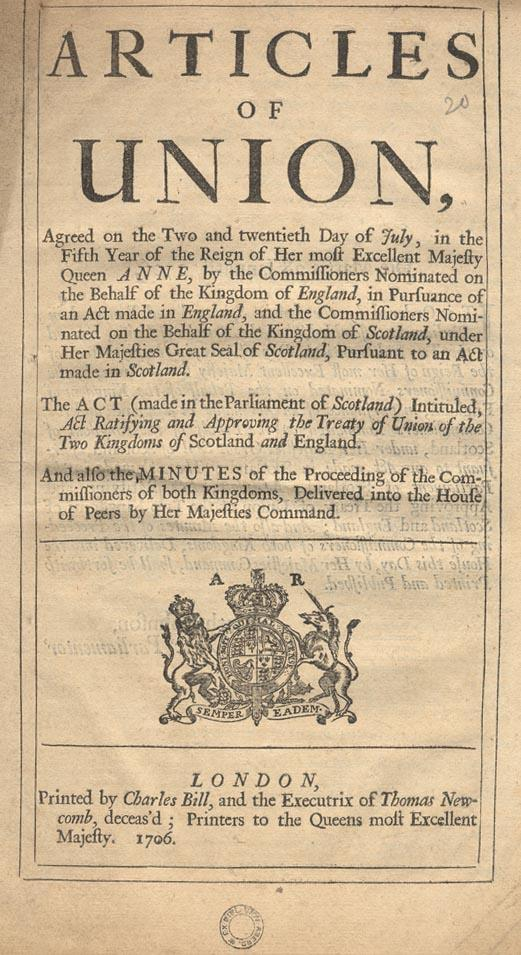 ARTICLES
20
OF
UNION,
Agreed on the Two and twentieth Day of July, in the
Fifth Year of the Reign of Her moſt Excellent Majeſty
Queen ANNE, by the Commiſſioners Nominated on
the Behalf of the Kingdom of England, in Purſuance of
an Act made in England, and the Commiſſioners Nomi-
nated on the Behalf of the Kingdom of Scotland, under
Her Majeſties Great Seal of Scotland, Purſuant to an Act
made in Scotland.
The ACT (made in the Parliament of Scotland) Intituled,
Act Ratifying and Approving the Treaty of Union of the
Two Kingdoms of Scotland and England.
And also the MINUTES of the Proceeding of the Com-
miſſioners of both Kingdoms, Delivered into the Houſe
of Peers by Her Majeſties Command.
A R
SEMPER EADEM.
LONDON,
Printed by Charles Bill, and the Executrix of Thomas New-
comb, deceas'd; Printers to the Queens moſt Excellent
Majeſty. 1706.